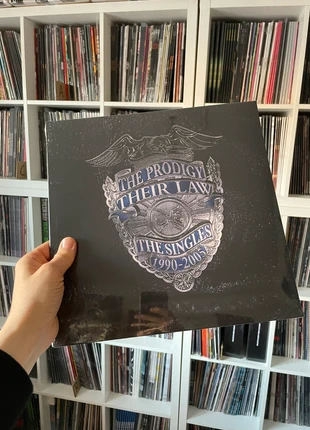 THE PRODIGY
THEIR LAW
THE SINGLES
1990-2005